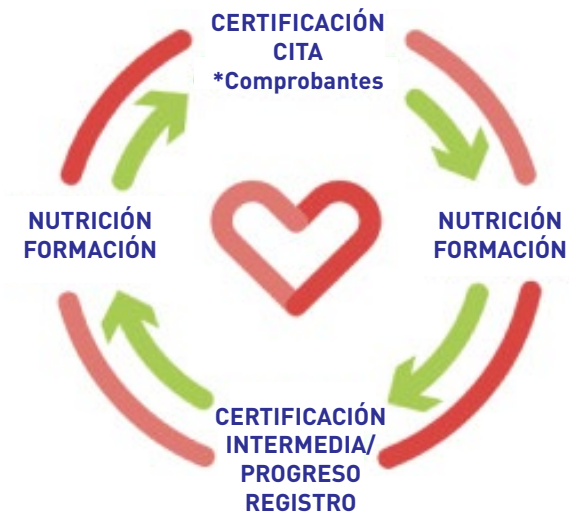 CERTIFICACIÓN
CITA
*Comprobantes
NUTRICIÓN
FORMACIÓN
NUTRICIÓN
FORMACIÓN
CERTIFICACIÓN
INTERMEDIA/
PROGRESO
REGISTRO